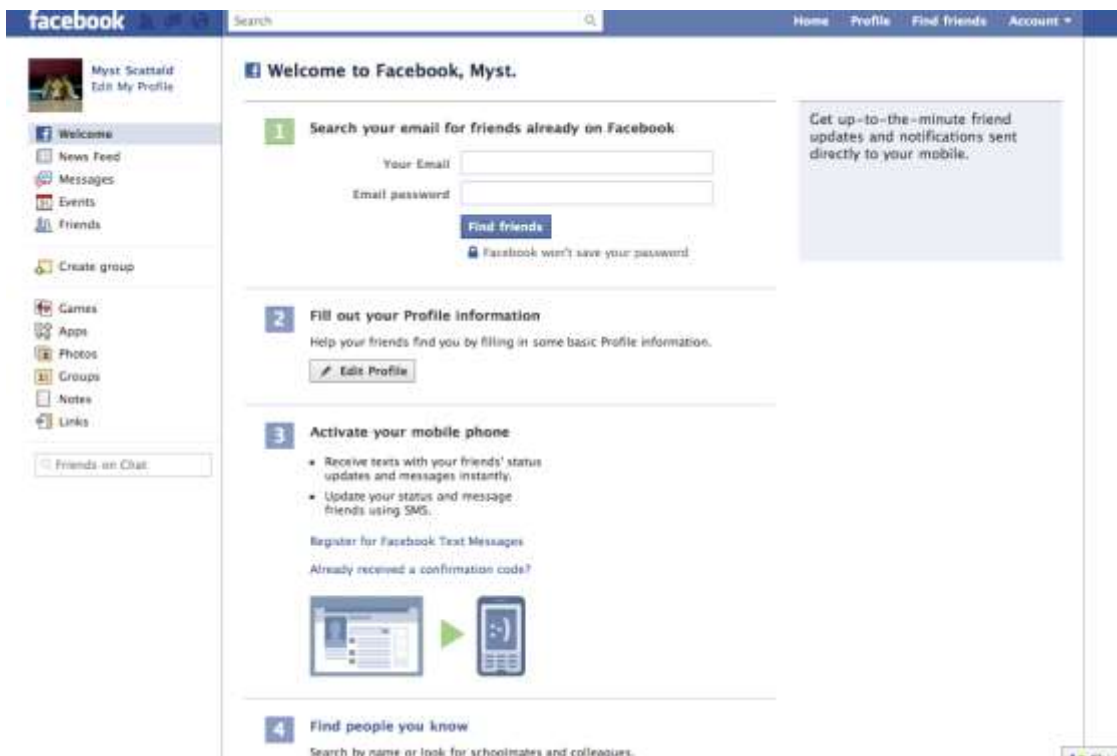 facebook
Search
Home Profile Find friends Account
Myst Scattald
Edit My Profile
Welcome
News Feed
Messages
Events
Friends
Create group
Games
Apps
Photos
Groups
Notes
Links
Friends on Chat
Welcome to Facebook, Myst.
1 Search your email for friends already on Facebook
Your Email
Email password
Find friends
Facebook won't save your password
2 Fill out your Profile information
Help your friends find you by filling in some basic Profile information.
Edit Profile
3 Activate your mobile phone
• Receive texts with your friends' status
updates and messages instantly.
• Update your status and message
friends using SMS.
Register for Facebook Text Messages
Already received a confirmation code?
:-)
4 Find people you know
Search by name or look for schoolmates and colleagues.
Get up-to-the-minute friend
updates and notifications sent
directly to your mobile.